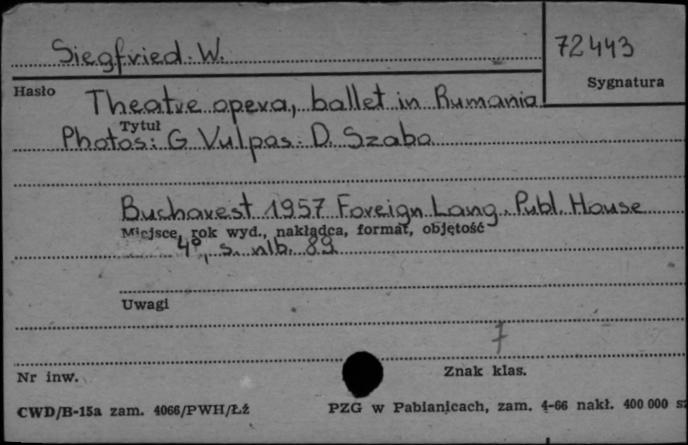 Siegfried. W.
72443
Sygnatura
Hasło
Theatre opera, ballet in Rumania
Tytuł
Photos: G. Vulpas. D. Szabo
Bucharest 1957 Foreign Lang. Publ. House
Miejsce, rok wyd., nakładca, format, objętość
4°, s. nlb. 89
Uwagi
7
Nr inw.
Znak klas.
CWD/B-15a zam. 4066/PWH/Łź
PZG w Pabianicach, zam. 4-66 nakł. 400 000